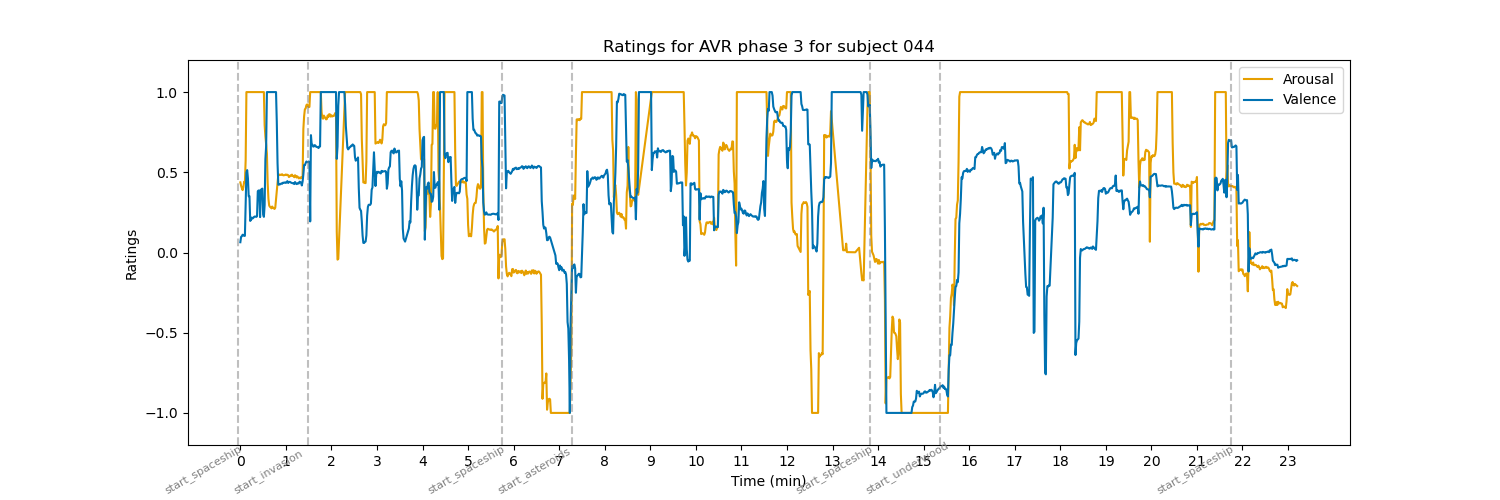 Ratings for AVR phase 3 for subject 044
Arousal
Valence
Ratings
1.0
0.5
0.0
−0.5
−1.0
0 1 2 3 4 5 6 7 8 9 10 11 12 13 14 15 16 17 18 19 20 21 22 23
start_spaceship start_invasion start_spaceship start_asteroids start_spaceship start_underwood start_spaceship
Time (min)